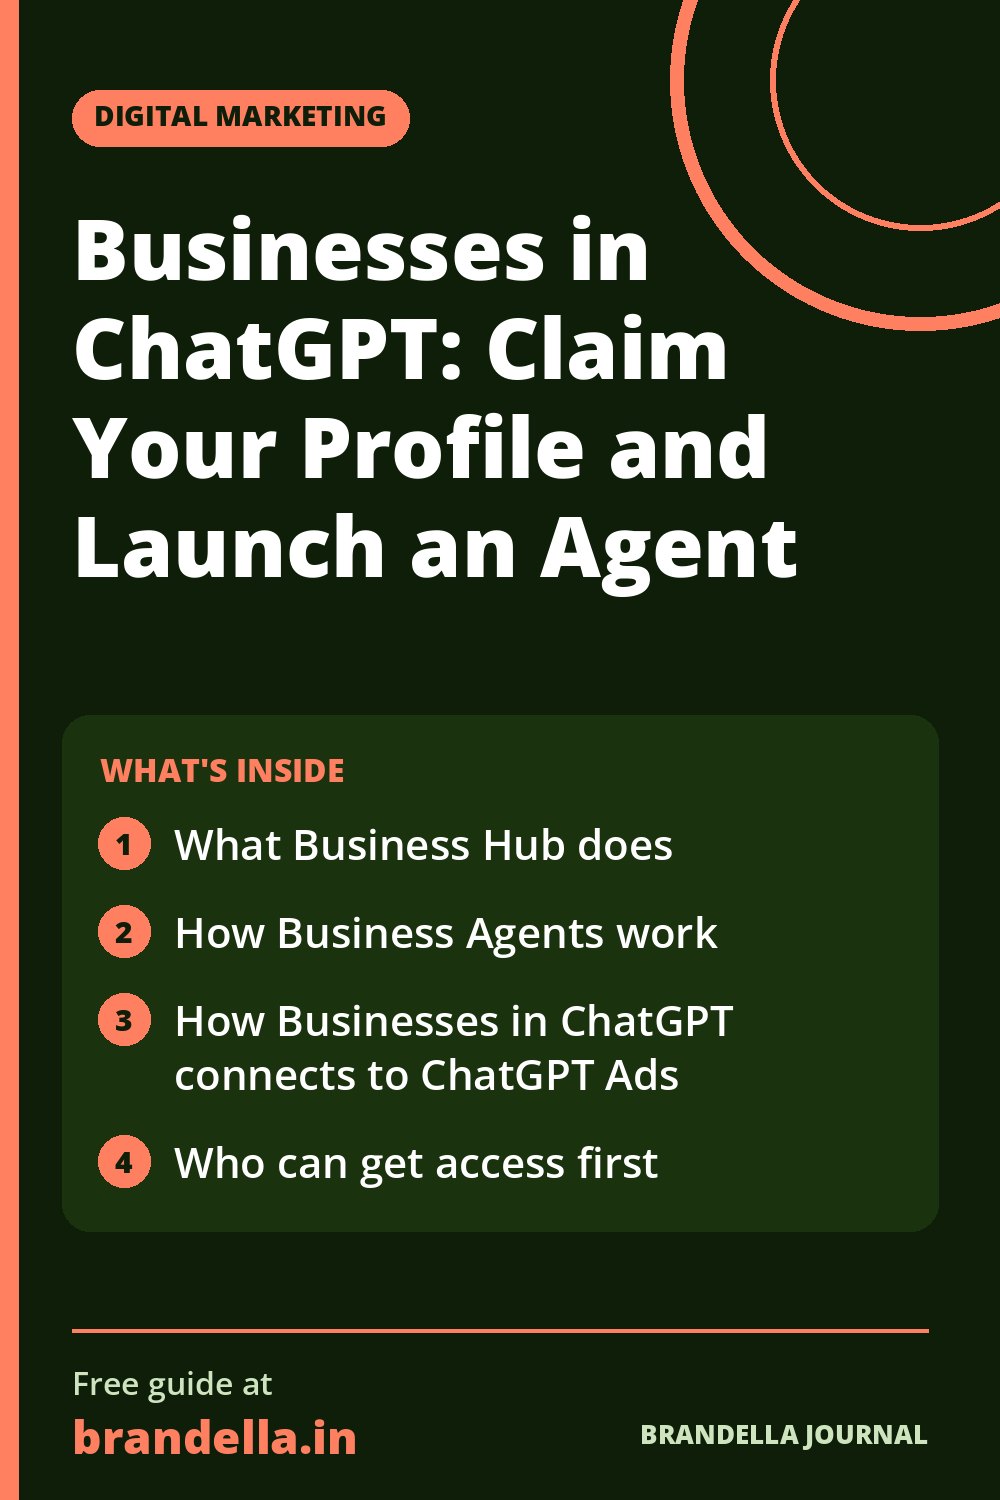 DIGITAL MARKETING
Businesses in
ChatGPT: Claim
Your Profile and
Launch an Agent
WHAT'S INSIDE
1 What Business Hub does
2 How Business Agents work
3 How Businesses in ChatGPT
connects to ChatGPT Ads
4 Who can get access first
Free guide at
brandella.in
BRANDELLA JOURNAL